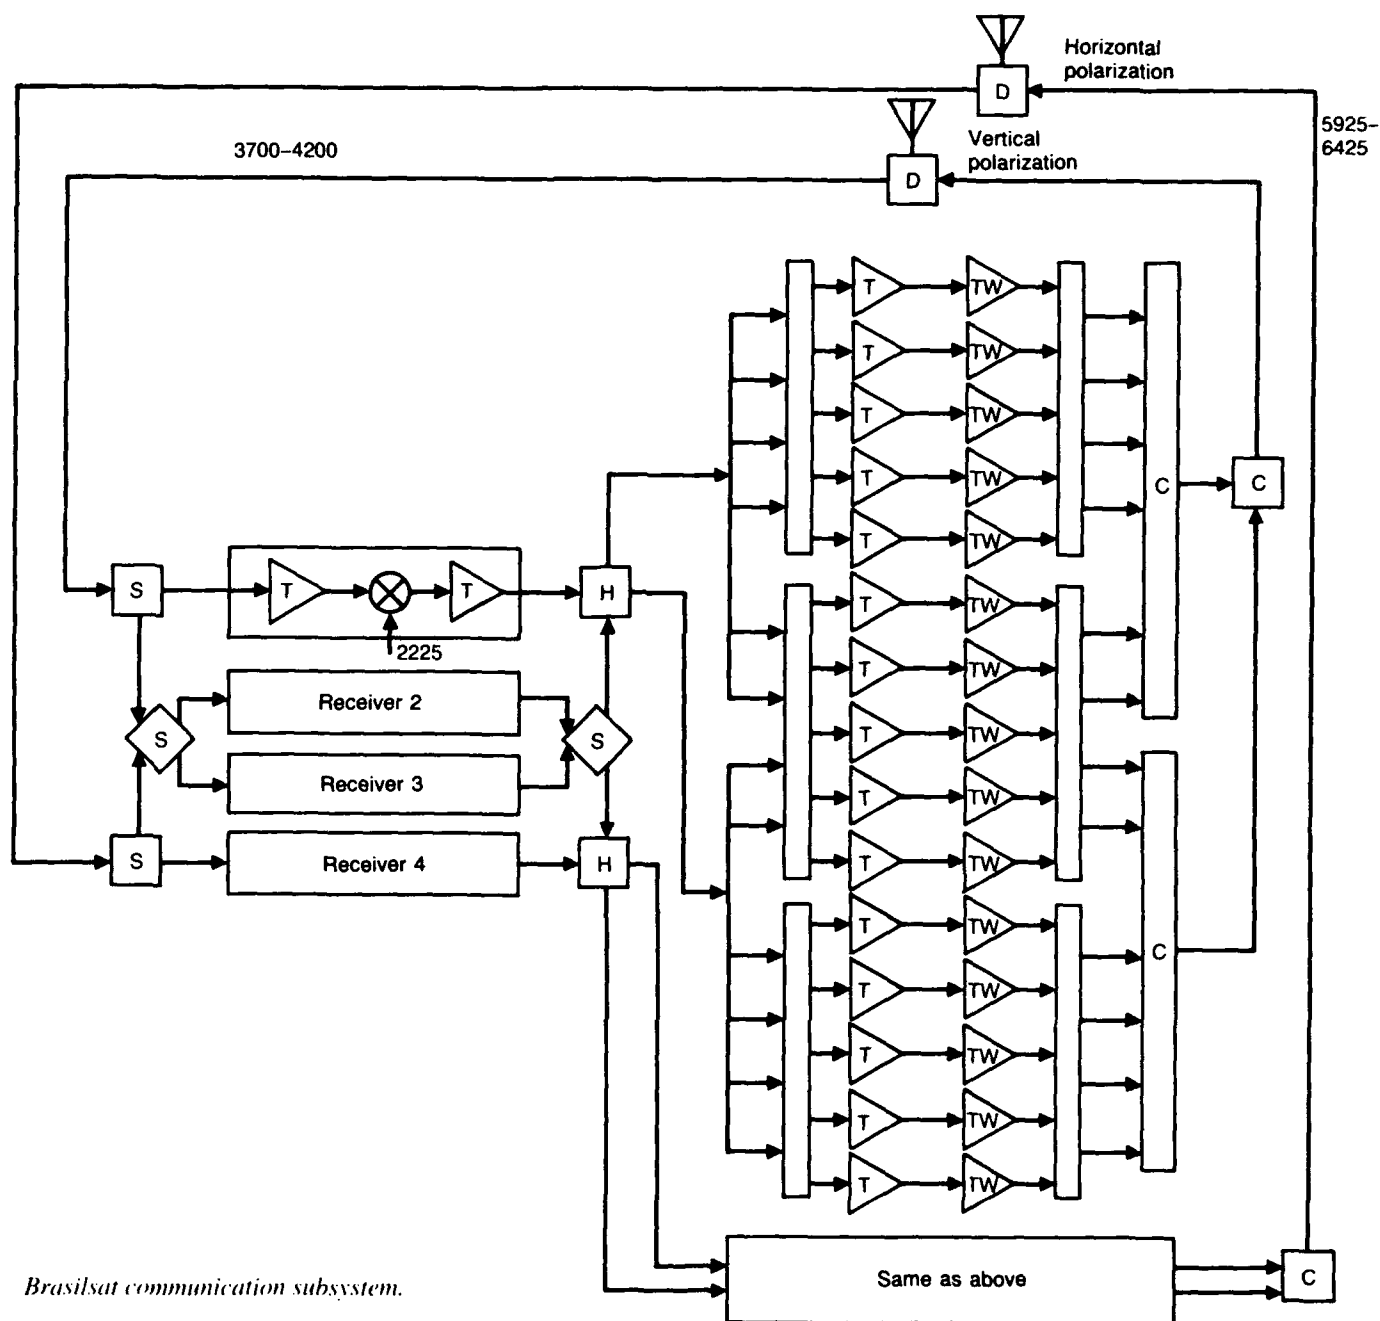 Horizontal
polarization
D
5925–
6425
Vertical
polarization
3700–4200
D
T TW
T TW
T TW
T TW
C
C
T TW
S
T
T
H
T TW
2225
T TW
Receiver 2
S
S
T TW
Receiver 3
T TW
S
Receiver 4
H
T TW
T TW
C
T TW
T TW
T TW
T TW
Same as above
C
Brasilsat communication subsystem.